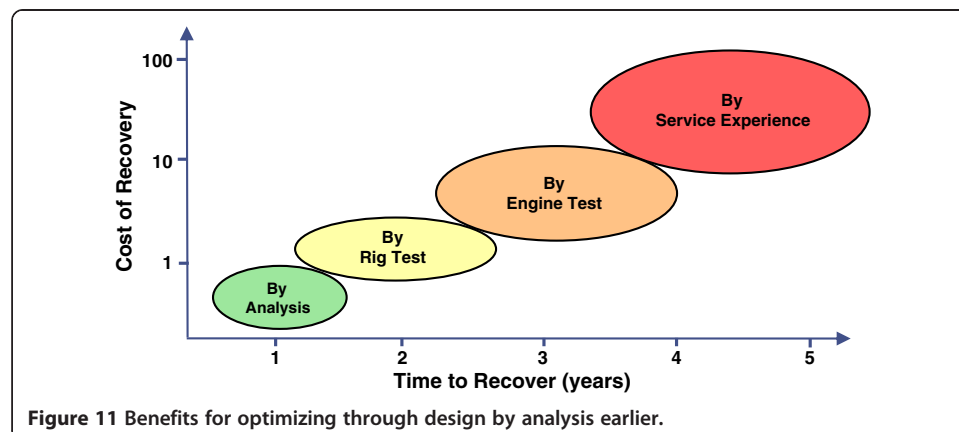 100
10
1
Cost of Recovery
By
Service Experience
By
Engine Test
By
Rig Test
By
Analysis
1 2 3 4 5
Time to Recover (years)
Figure 11 Benefits for optimizing through design by analysis earlier.